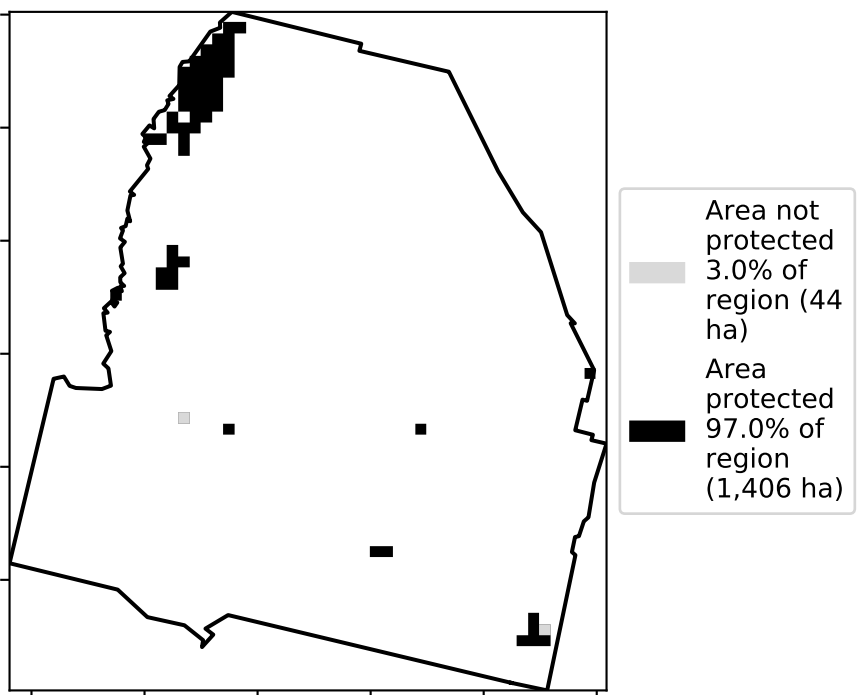 Area not
protected
3.0% of
region (44
ha)
Area
protected
97.0% of
region
(1,406 ha)